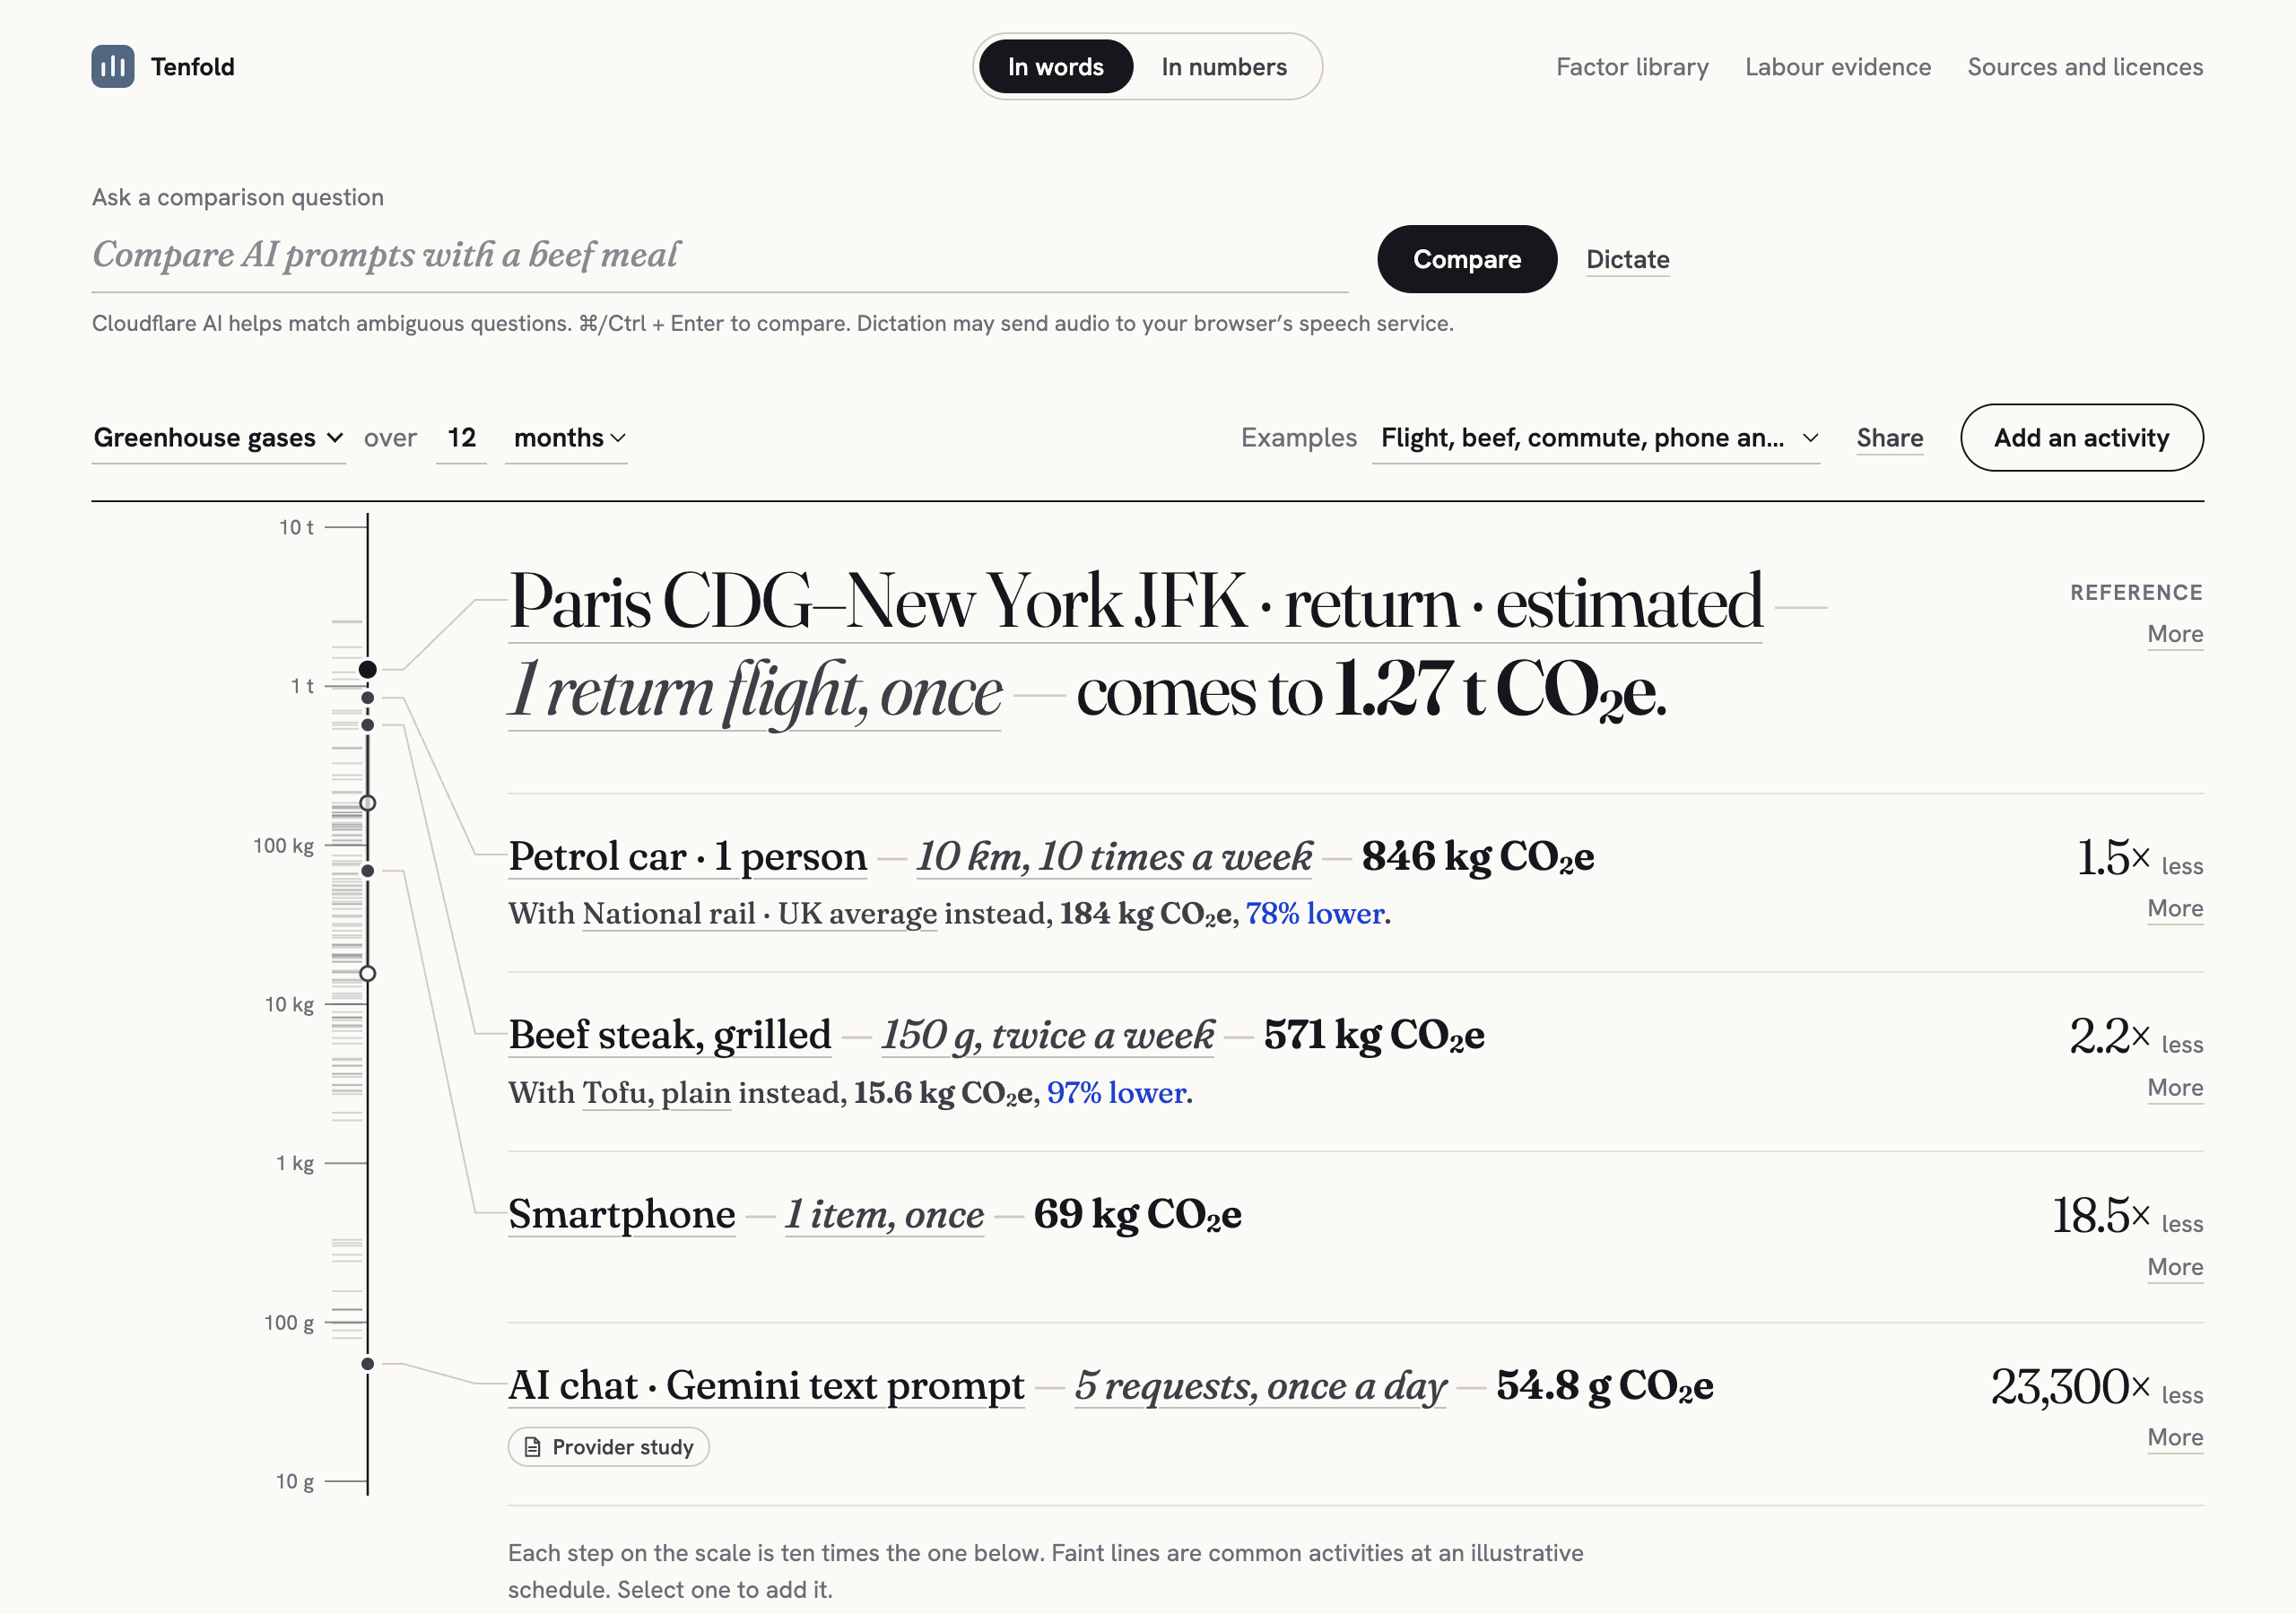 Tenfold
In words In numbers
Factor library Labour evidence Sources and licences
Ask a comparison question
Compare AI prompts with a beef meal
Compare Dictate
Cloudflare AI helps match ambiguous questions. ⌘/Ctrl + Enter to compare. Dictation may send audio to your browser’s speech service.
Greenhouse gases over 12 months
Examples Flight, beef, commute, phone an... Share Add an activity
10 t
1 t
100 kg
10 kg
1 kg
100 g
10 g
Paris CDG–New York JFK · return · estimated —
1 return flight, once — comes to 1.27 t CO₂e.
REFERENCE
More
Petrol car · 1 person — 10 km, 10 times a week — 846 kg CO₂e
With National rail · UK average instead, 184 kg CO₂e, 78% lower.
1.5× less
More
Beef steak, grilled — 150 g, twice a week — 571 kg CO₂e
With Tofu, plain instead, 15.6 kg CO₂e, 97% lower.
2.2× less
More
Smartphone — 1 item, once — 69 kg CO₂e
18.5× less
More
AI chat · Gemini text prompt — 5 requests, once a day — 54.8 g CO₂e
Provider study
23,300× less
More
Each step on the scale is ten times the one below. Faint lines are common activities at an illustrative
schedule. Select one to add it.